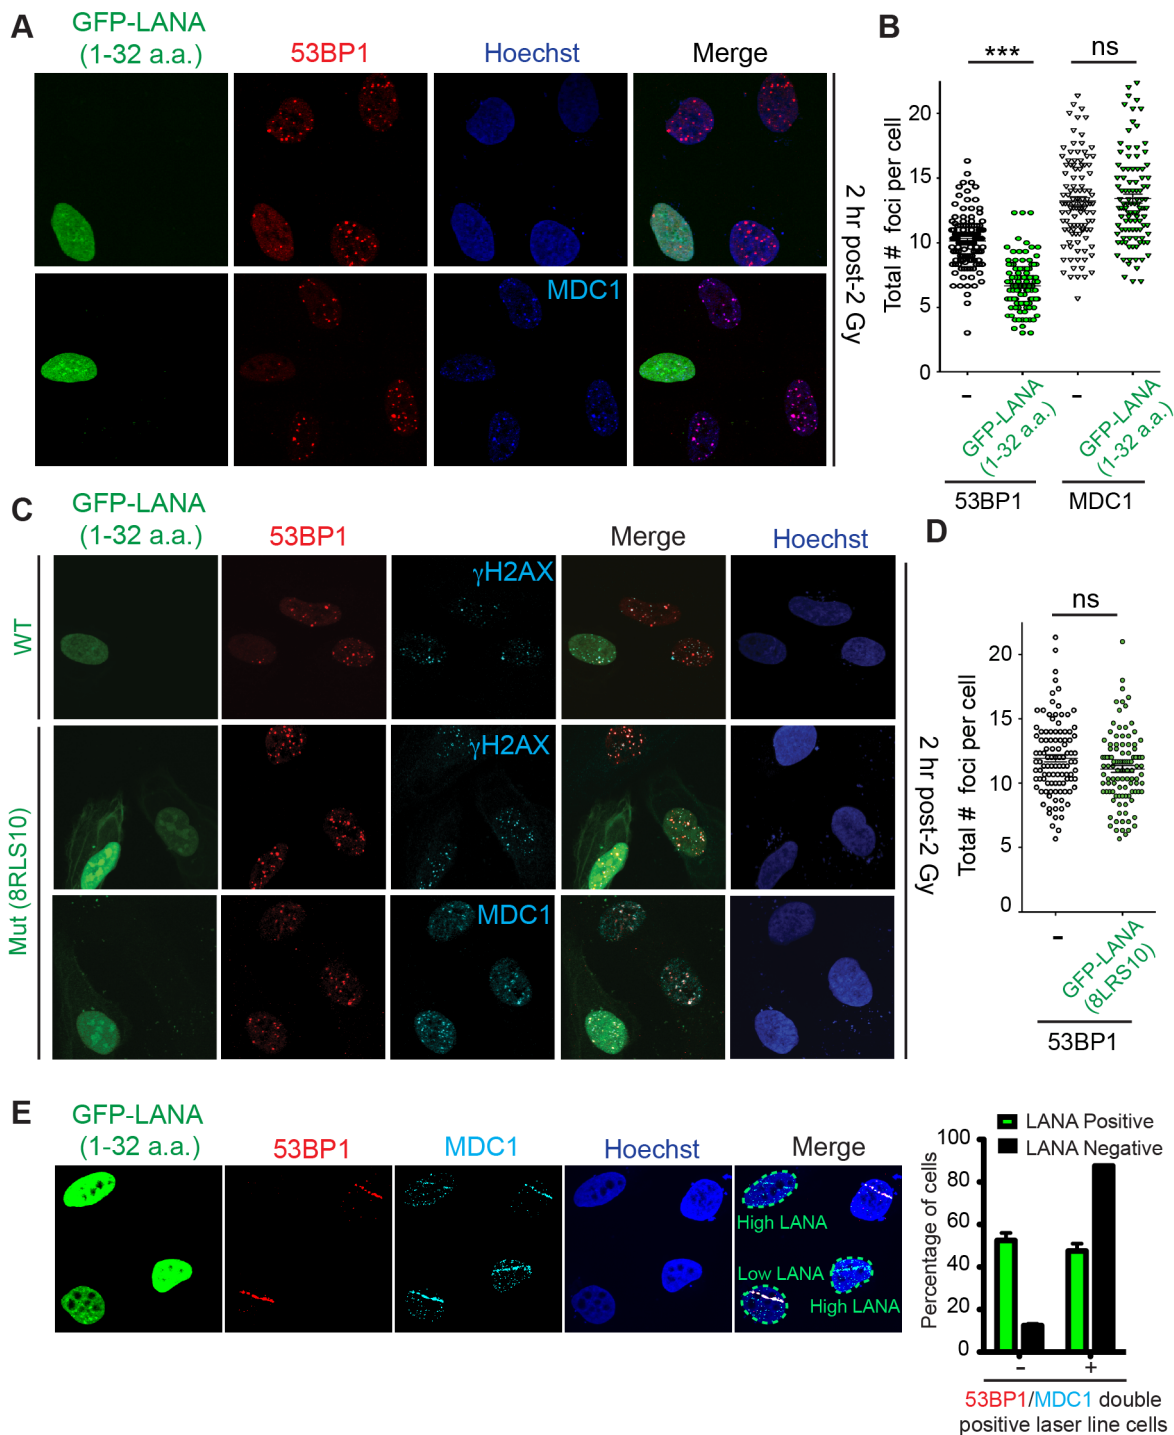 A
GFP-LANA
(1-32 a.a.)
53BP1
Hoechst
Merge
MDC1
2 hr post-2 Gy
B
***
ns
Total # foci per cell
20
15
10
5
0
-
GFP-LANA
(1-32 a.a.)
-
GFP-LANA
(1-32 a.a.)
53BP1
MDC1
C
GFP-LANA
(1-32 a.a.)
53BP1
Merge
Hoechst
WT
γH2AX
Mut (8RLS10)
γH2AX
MDC1
2 hr post-2 Gy
D
ns
Total # foci per cell
20
15
10
5
0
-
GFP-LANA
(8LRS10)
53BP1
E
GFP-LANA
(1-32 a.a.)
53BP1
MDC1
Hoechst
Merge
High LANA
Low LANA
High LANA
LANA Positive
LANA Negative
Percentage of cells
100
80
60
40
20
0
- +
53BP1/MDC1 double
positive laser line cells